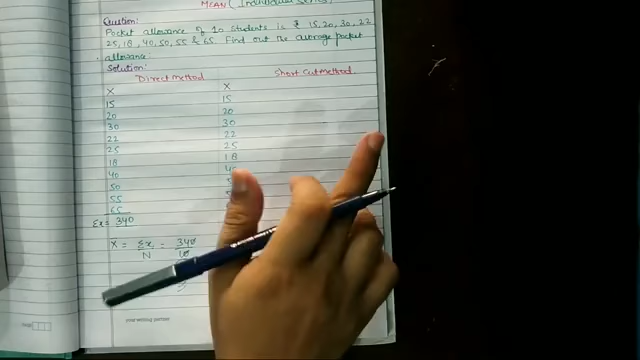 MEAN (Individual Series)
Question:
Pocket allowance of 10 students is ₹ 15, 20, 30, 22
25, 18, 40, 50, 55 & 65. Find out the average pocket
allowance.
Solution:
Direct Method
X
15
20
30
22
25
18
40
50
55
65
Σx = 340
X̄ = Σx / N = 340 / 10
Short Cut Method
X
15
20
30
22
25
18